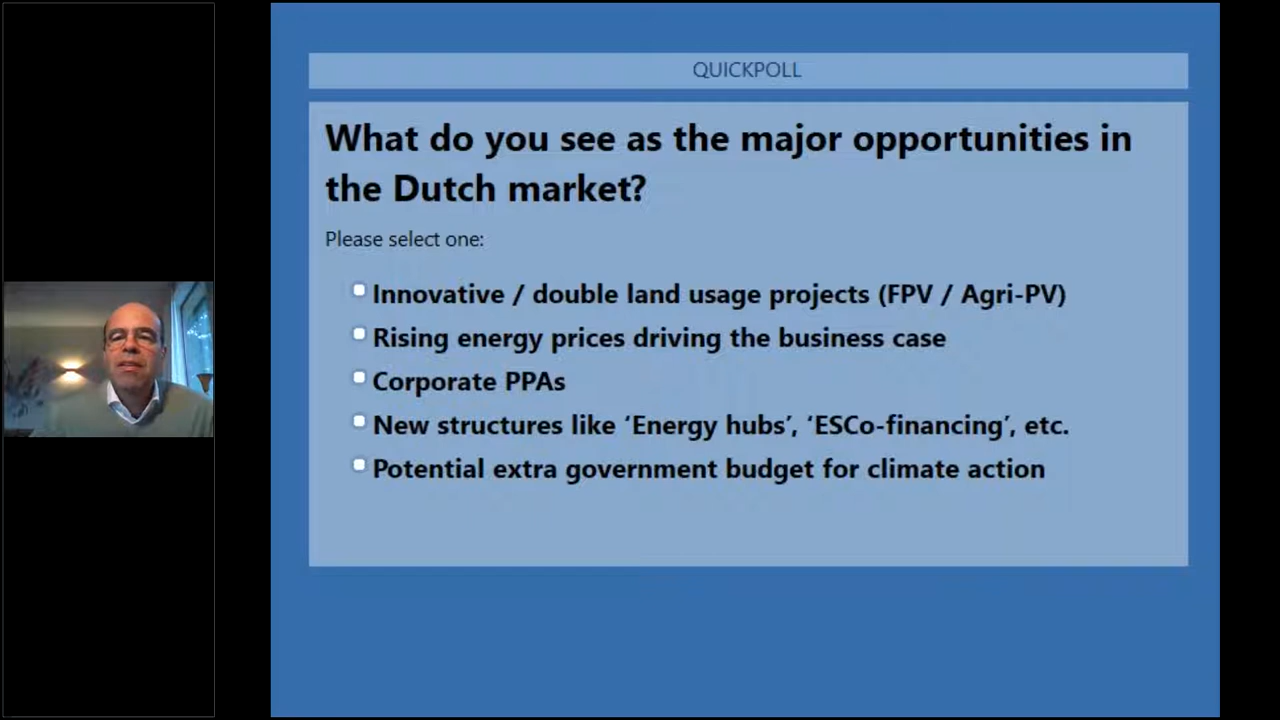 QUICKPOLL
What do you see as the major opportunities in
the Dutch market?
Please select one:
Innovative / double land usage projects (FPV / Agri-PV)
Rising energy prices driving the business case
Corporate PPAs
New structures like ‘Energy hubs’, ‘ESCo-financing’, etc.
Potential extra government budget for climate action